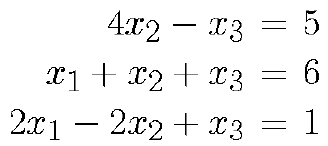 4x₂ − x₃ = 5
x₁ + x₂ + x₃ = 6
2x₁ − 2x₂ + x₃ = 1